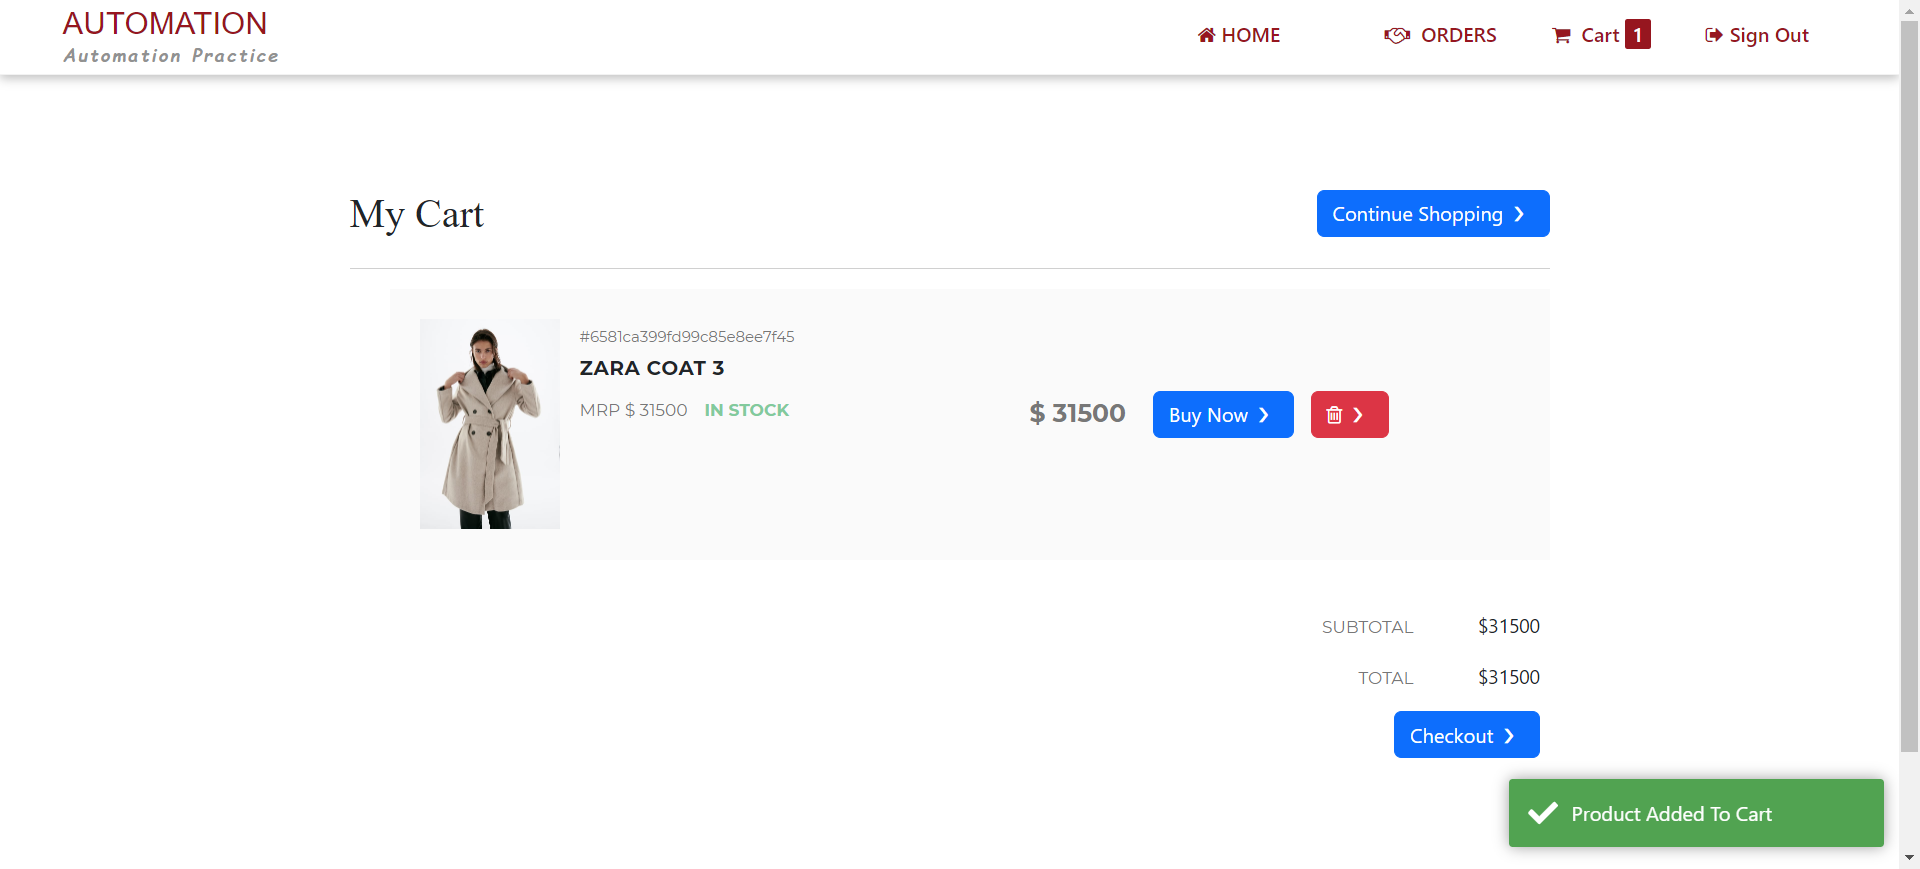 AUTOMATION
Automation Practice
HOME
ORDERS
Cart 1
Sign Out
My Cart
Continue Shopping
#6581ca399fd99c85e8ee7f45
ZARA COAT 3
MRP $ 31500 IN STOCK
$ 31500
Buy Now
SUBTOTAL $31500
TOTAL $31500
Checkout
Product Added To Cart